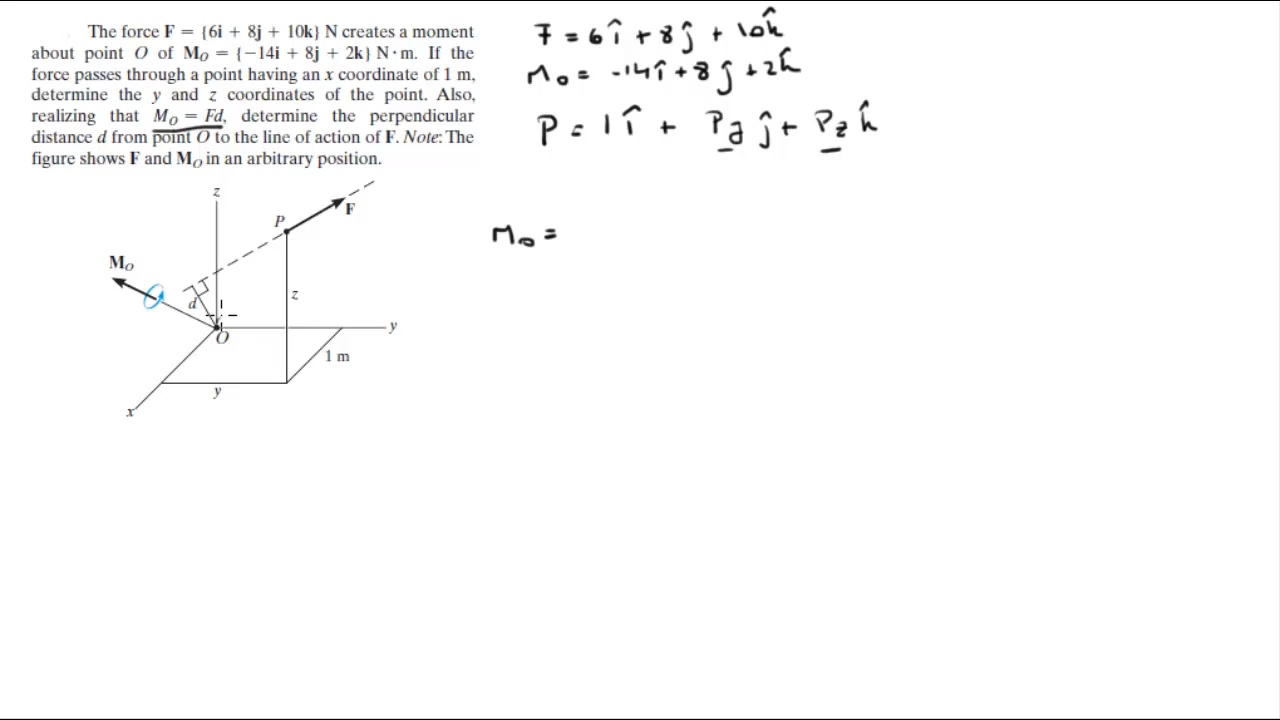 The force F = {6i + 8j + 10k} N creates a moment
about point O of M_O = {−14i + 8j + 2k} N·m. If the
force passes through a point having an x coordinate of 1 m,
determine the y and z coordinates of the point. Also,
realizing that M_O = Fd, determine the perpendicular
distance d from point O to the line of action of F. Note: The
figure shows F and M_O in an arbitrary position.
F = 6î + 8ĵ + 10k̂
M_O = -14î + 8ĵ + 2k̂
P = 1î + P_y ĵ + P_z k̂
M_O =
z
P
F
M_O
d
z
O
y
1 m
y
x